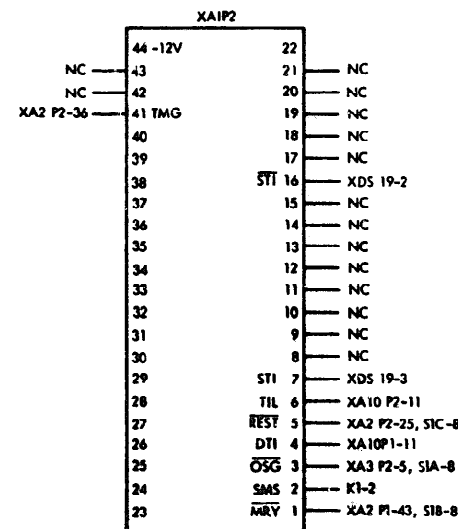 XA1P2
44 -12V 22
NC 43 21 NC
NC 42 20 NC
XA2 P2-36 41 TMG 19 NC
40 18 NC
39 17 NC
38 STI 16 XDS 19-2
37 15 NC
36 14 NC
35 13 NC
34 12 NC
33 11 NC
32 10 NC
31 9 NC
30 8 NC
29 STI 7 XDS 19-3
28 TIL 6 XA10 P2-11
27 REST 5 XA2 P2-25, S1C-8
26 DTI 4 XA10P1-11
25 OSG 3 XA3 P2-5, S1A-8
24 SMS 2 K1-2
23 MRY 1 XA2 P1-43, S1B-8